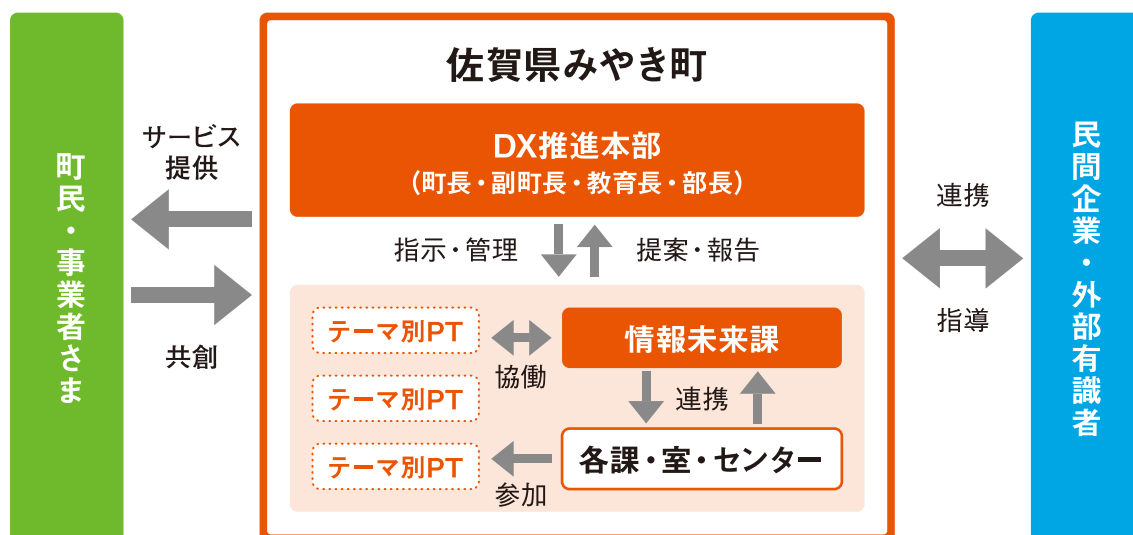 佐賀県みやき町
町民・事業者さま
サービス
提供
共創
DX推進本部
（町長・副町長・教育長・部長）
指示・管理
提案・報告
テーマ別PT
テーマ別PT
テーマ別PT
協働
情報未来課
連携
各課・室・センター
参加
連携
指導
民間企業・外部有識者